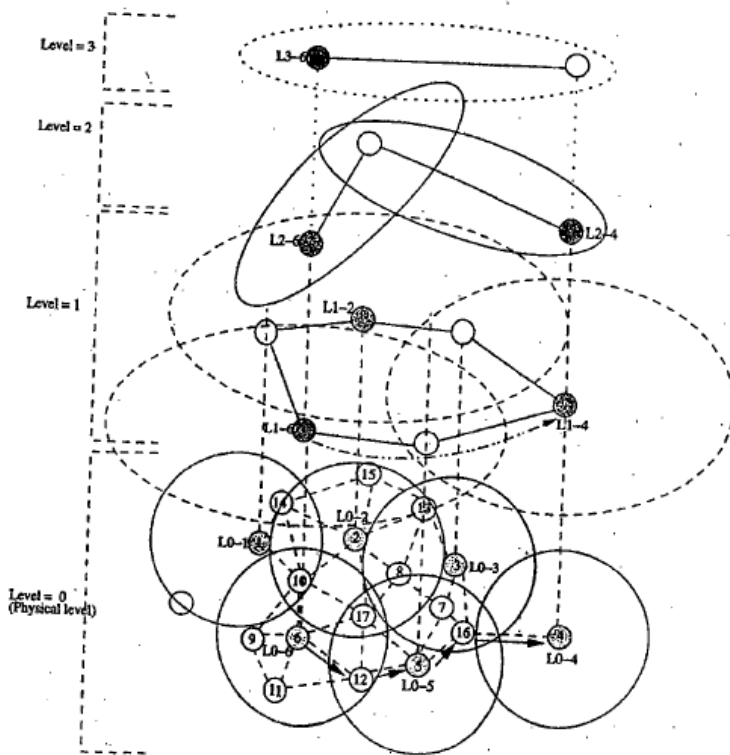 Level = 3
L3-6
Level = 2
L2-6
L2-4
Level = 1
L1-2
L1-6
L1-4
15
14
13
L0-2
L0-1
1
2
8
3
L0-3
10
7
Level = 0
(Physical level)
17
9
6
16
4
L0-6
12
5
L0-4
11
L0-5